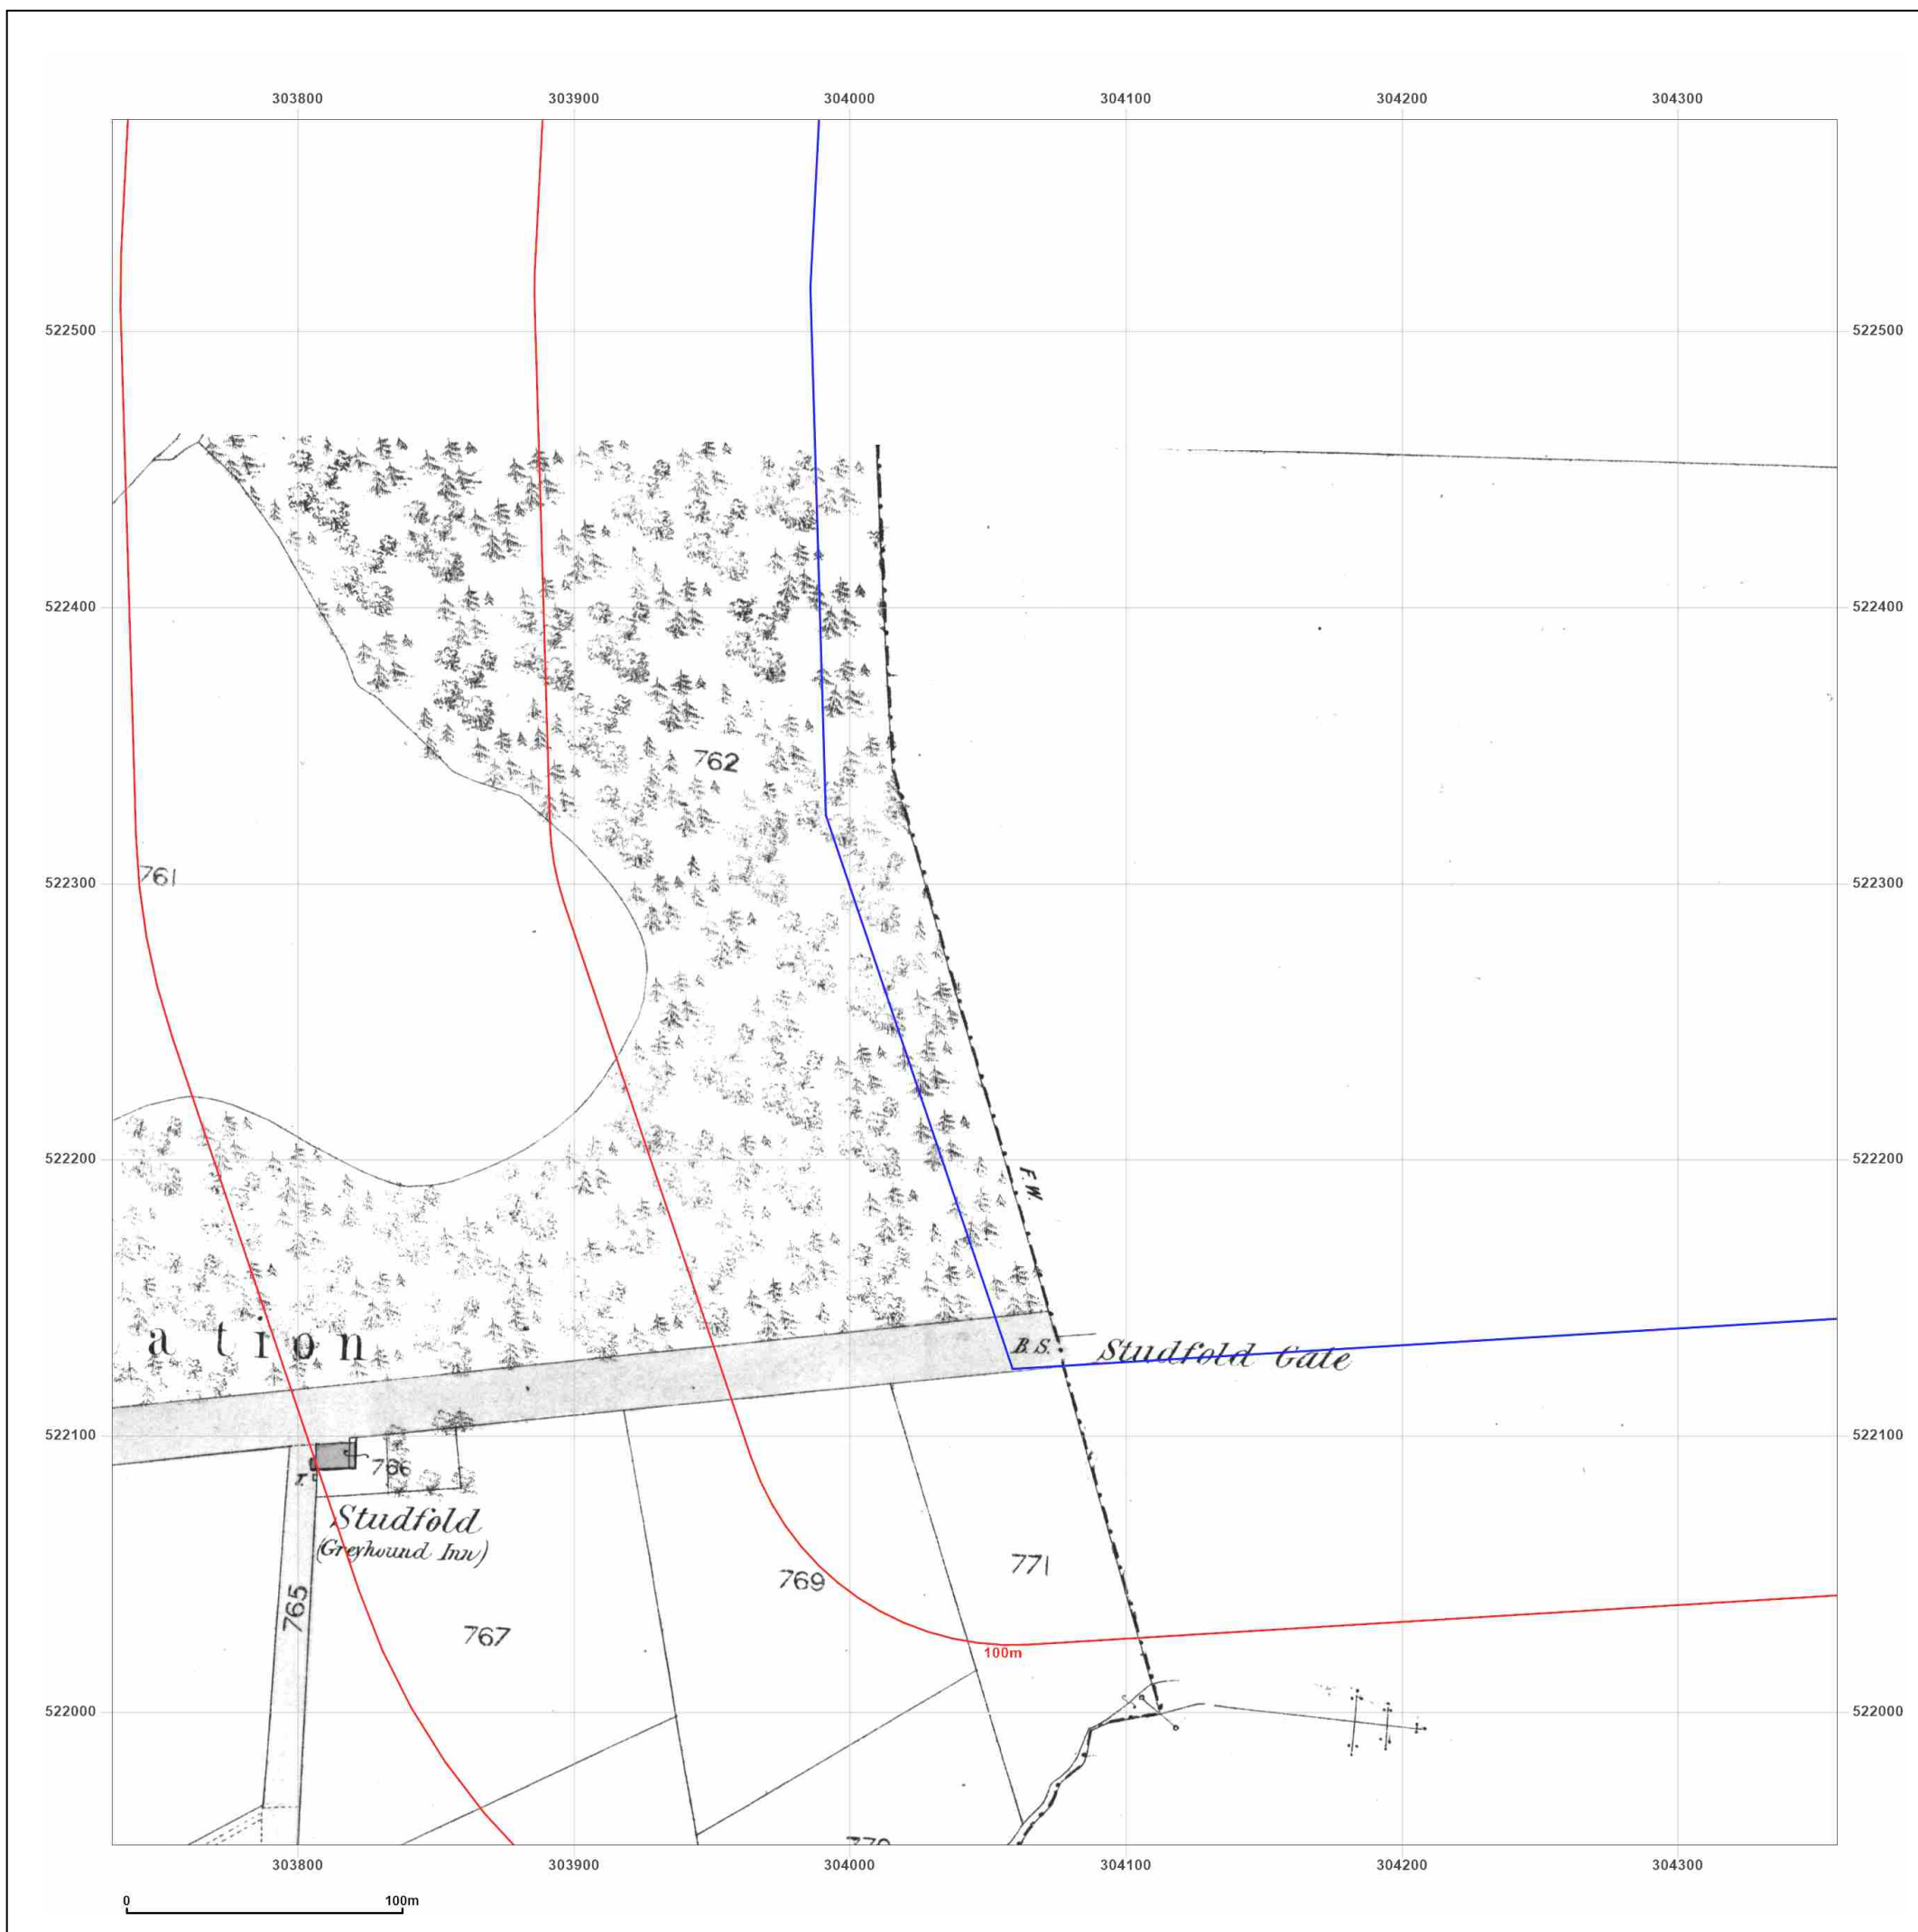 303800 303900 304000 304100 304200 304300
522500 522500
522400 522400
762
761
522300 522300
522200 522200
F.W.
a tion
B.S. Studfold Gate
522100 522100
766
T
Studfold
(Greyhound Inn)
771
769
765
767
100m
522000 522000
770
303800 303900 304000 304100 304200 304300
0 100m